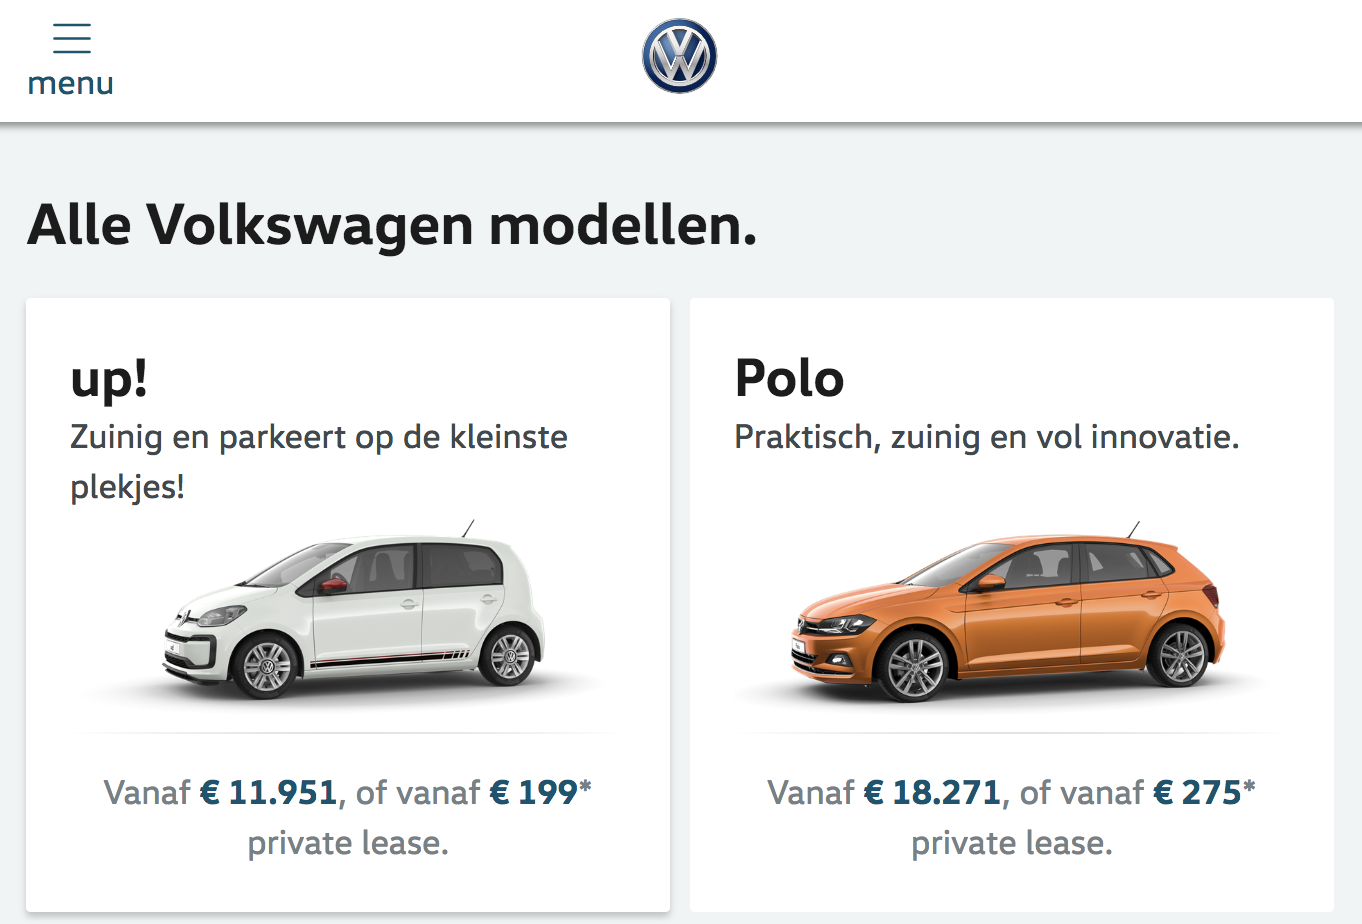 menu
Alle Volkswagen modellen.
up!
Zuinig en parkeert op de kleinste
plekjes!
Vanaf € 11.951, of vanaf € 199*
private lease.
Polo
Praktisch, zuinig en vol innovatie.
Vanaf € 18.271, of vanaf € 275*
private lease.